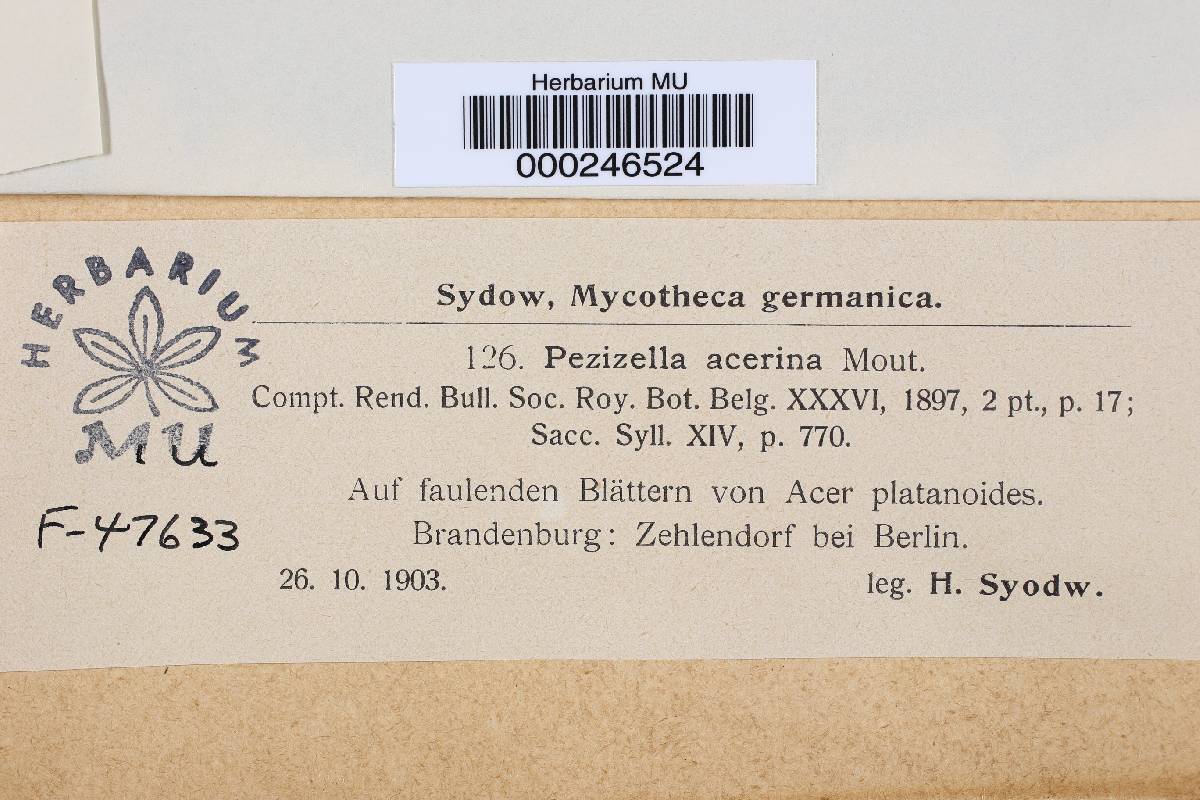 Herbarium MU
000246524
HERBARIUM
MU
F-47633
Sydow, Mycotheca germanica.
126. Pezizella acerina Mout.
Compt. Rend. Bull. Soc. Roy. Bot. Belg. XXXVI, 1897, 2 pt., p. 17;
Sacc. Syll. XIV, p. 770.
Auf faulenden Blättern von Acer platanoides.
Brandenburg: Zehlendorf bei Berlin.
26. 10. 1903. leg. H. Syodw.